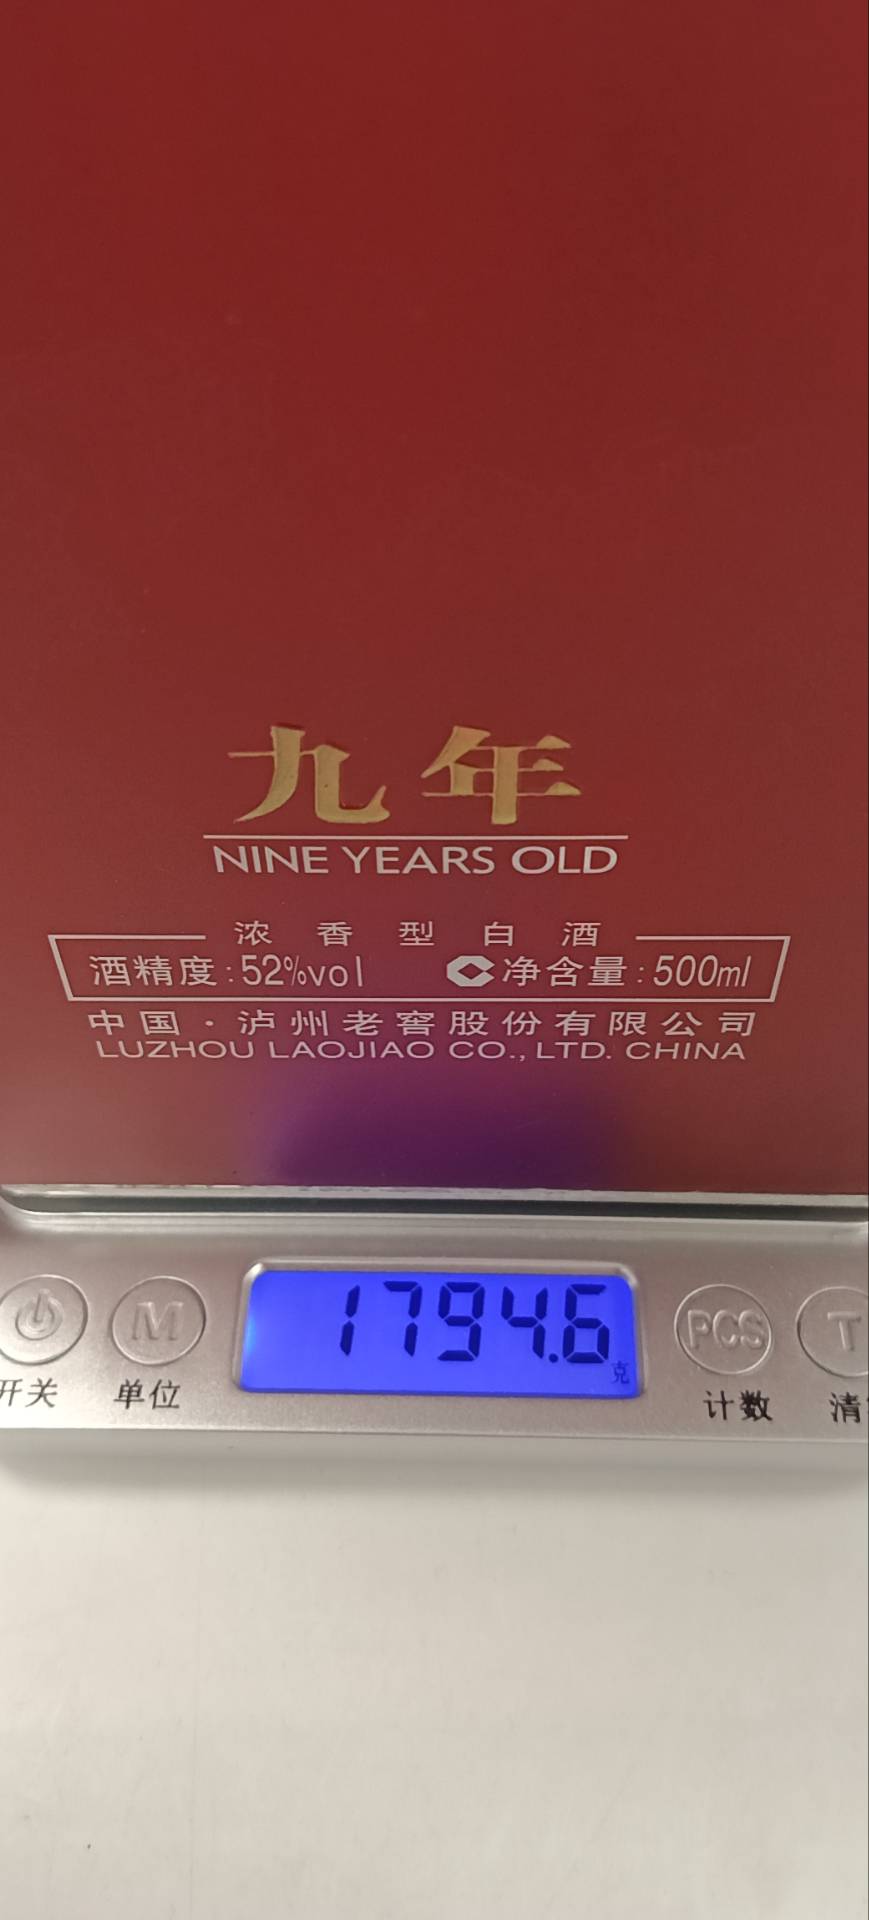 九年
NINE YEARS OLD
浓香型白酒
酒精度:52%vol 净含量:500ml
中国·泸州老窖股份有限公司
LUZHOU LAOJIAO CO., LTD. CHINA
1794.6
克
M PCS T
开关 单位 计数 清